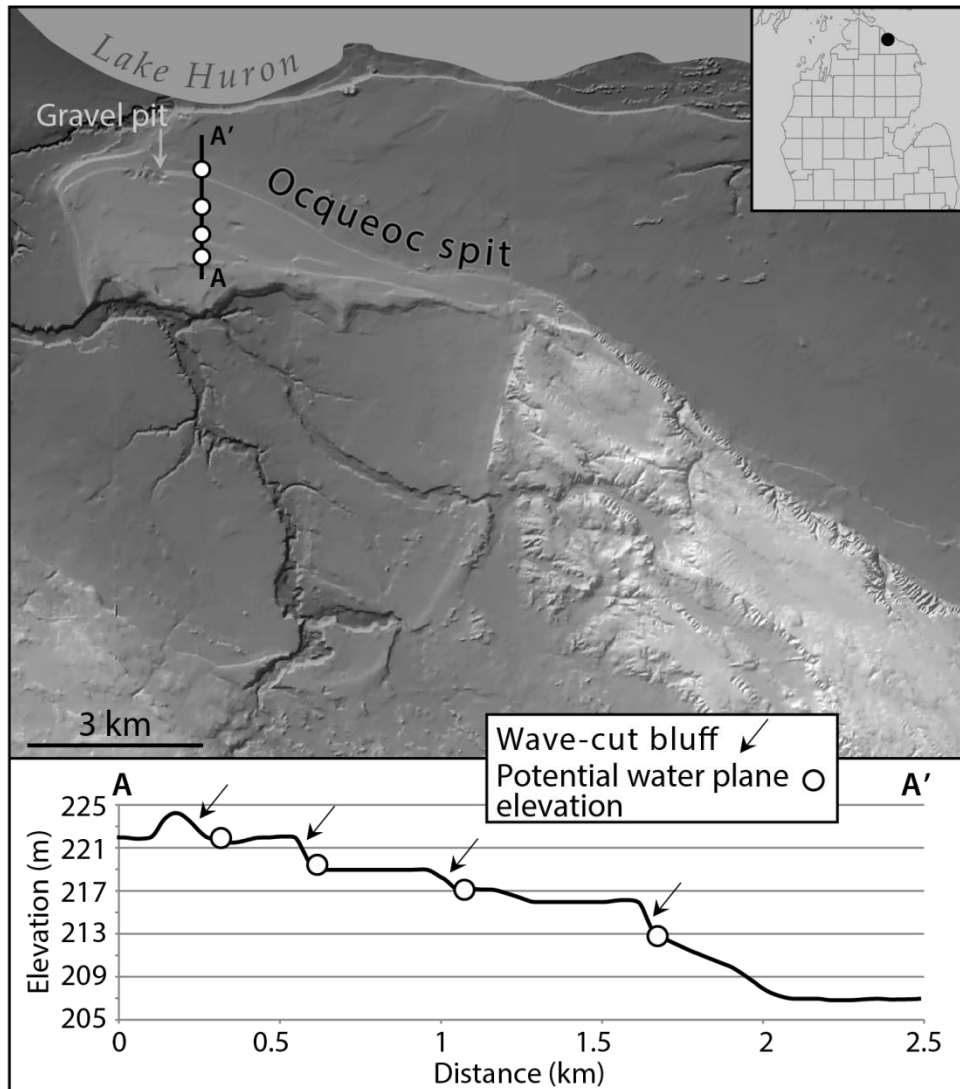 Lake Huron
Gravel pit
A'
Ocqueoc spit
A
3 km
Wave-cut bluff
Potential water plane
elevation
A
A'
Elevation (m)
225
221
217
213
209
205
0
0.5
1
1.5
2
2.5
Distance (km)